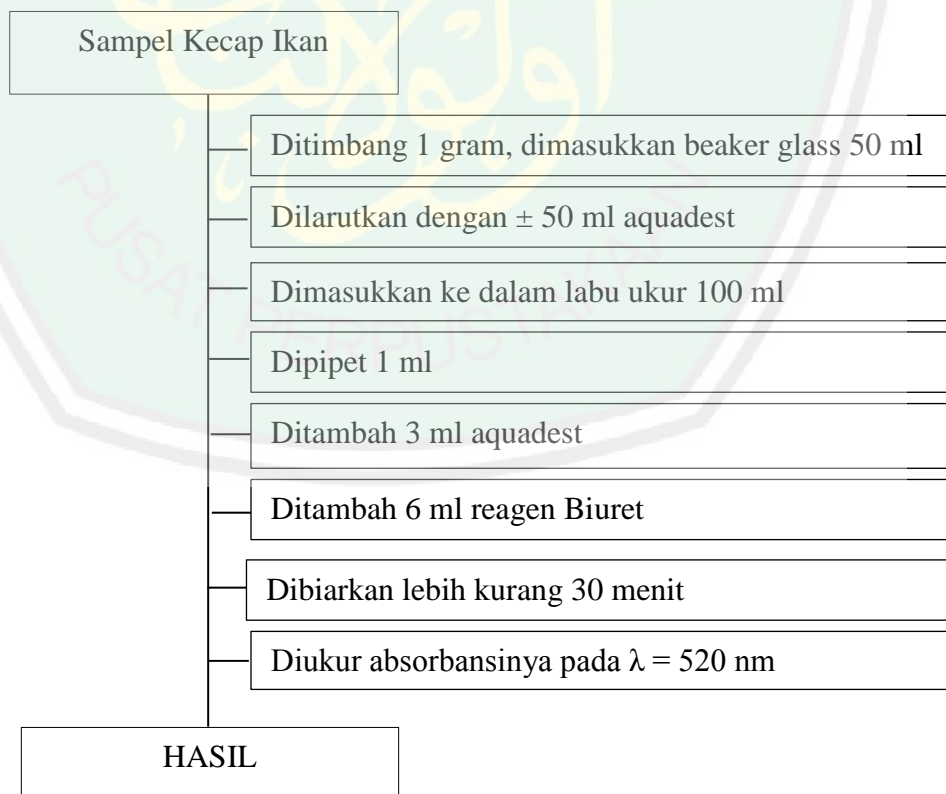 Sampel Kecap Ikan
Ditimbang 1 gram, dimasukkan beaker glass 50 ml
Dilarutkan dengan ± 50 ml aquadest
Dimasukkan ke dalam labu ukur 100 ml
Dipipet 1 ml
Ditambah 3 ml aquadest
Ditambah 6 ml reagen Biuret
Dibiarkan lebih kurang 30 menit
Diukur absorbansinya pada λ = 520 nm
HASIL
PUSAT PERPUSTAKAAN